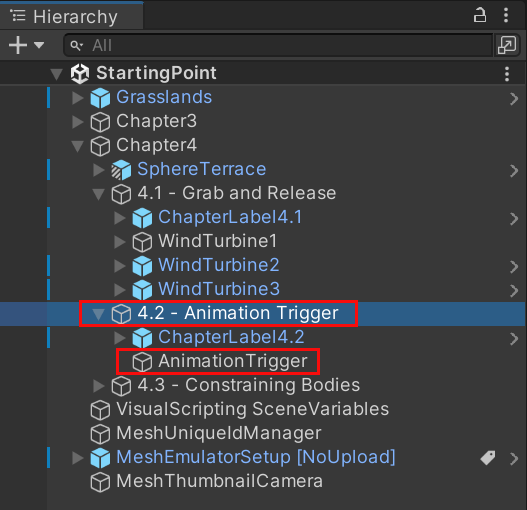 Hierarchy
All
StartingPoint
Grasslands
Chapter3
Chapter4
SphereTerrace
4.1 - Grab and Release
ChapterLabel4.1
WindTurbine1
WindTurbine2
WindTurbine3
4.2 - Animation Trigger
ChapterLabel4.2
AnimationTrigger
4.3 - Constraining Bodies
VisualScripting SceneVariables
MeshUniqueIdManager
MeshEmulatorSetup [NoUpload]
MeshThumbnailCamera